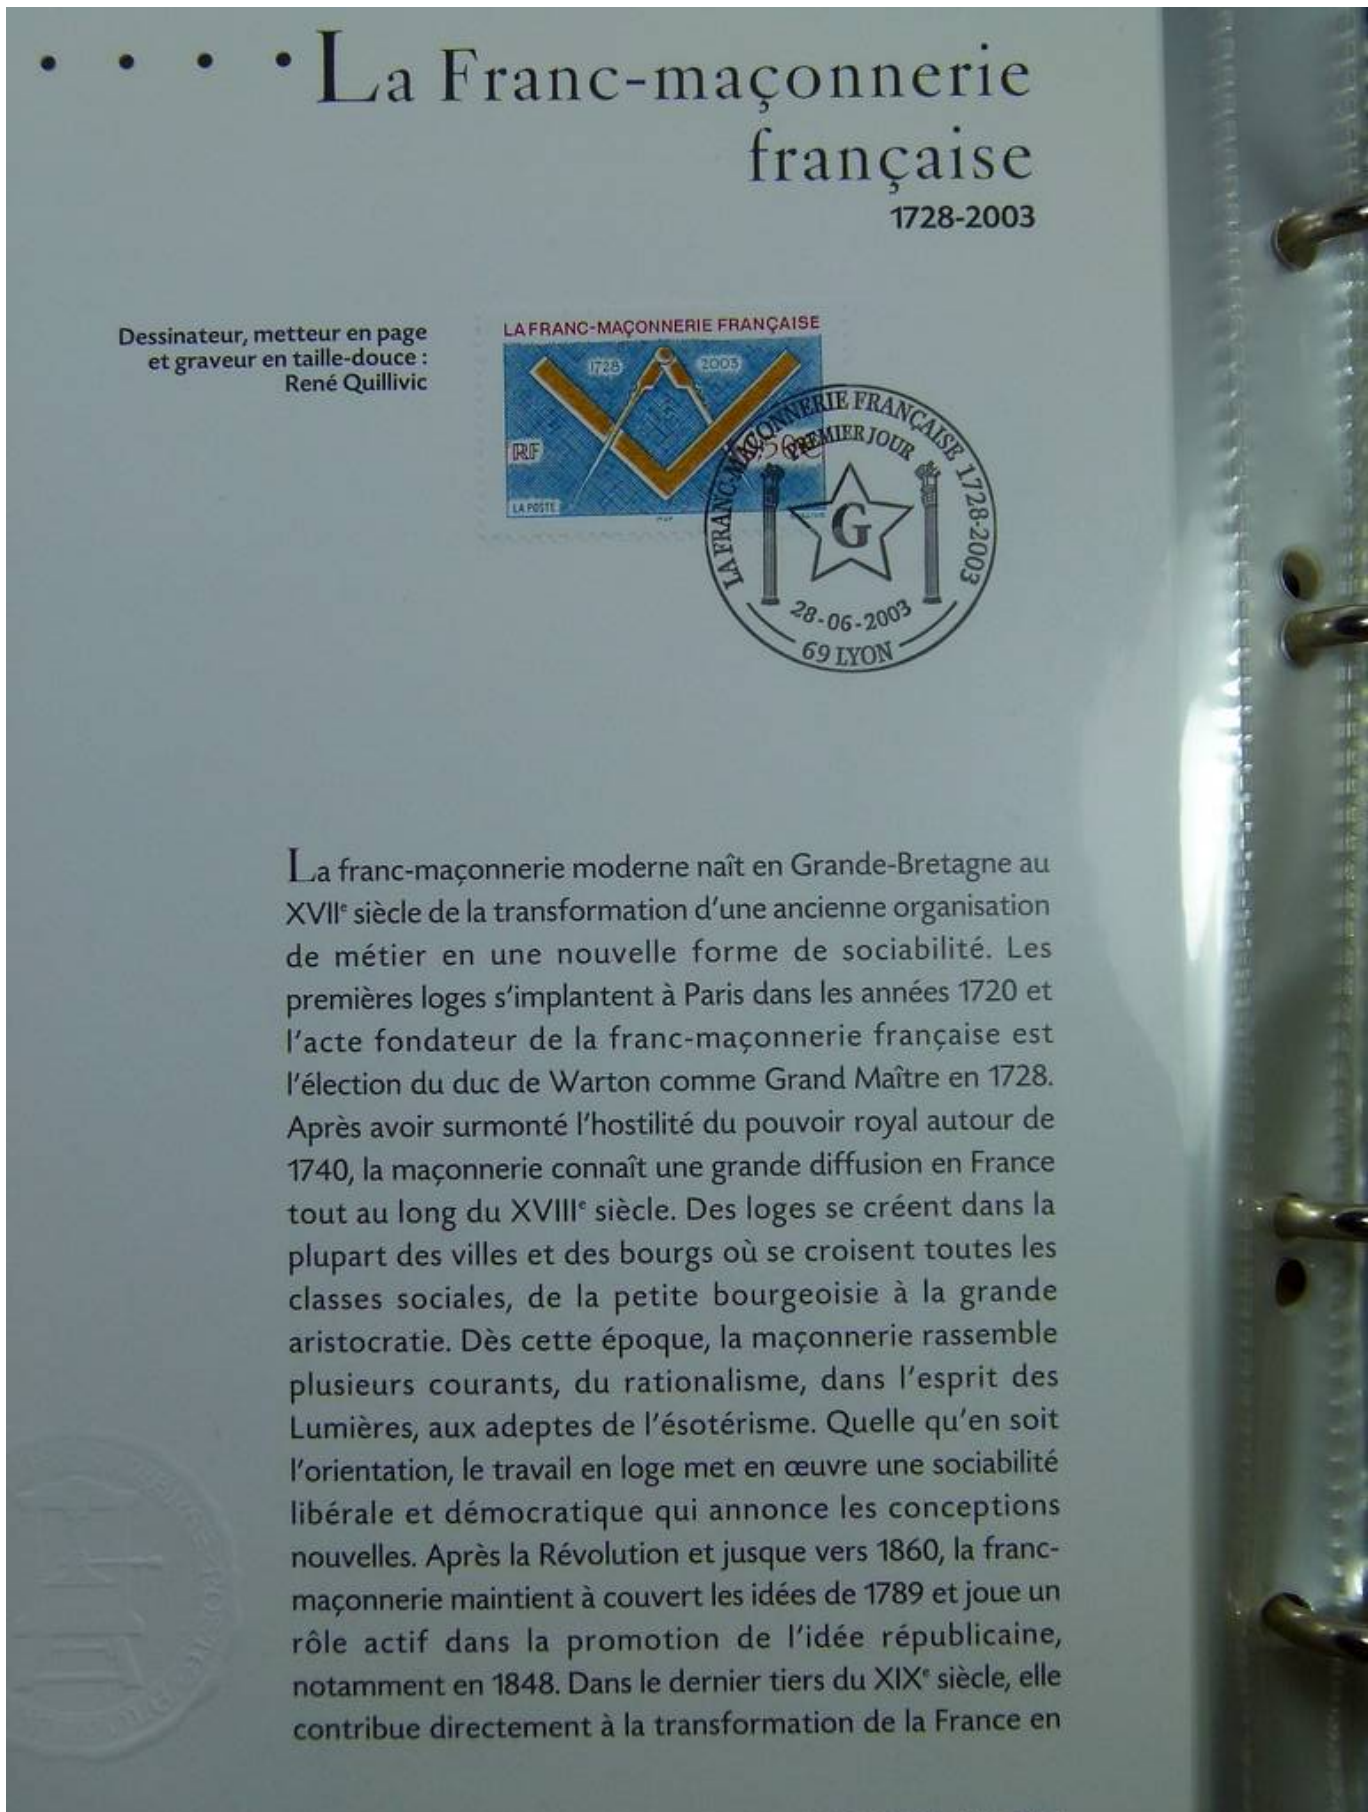 La Franc-maçonnerie
française
1728-2003
Dessinateur, metteur en page
et graveur en taille-douce :
René Quillivic
LA FRANC-MAÇONNERIE FRANÇAISE
1728 2003
RF
LA POSTE
LA FRANC-MAÇONNERIE FRANÇAISE 1728-2003
PREMIER JOUR
G
28-06-2003
69 LYON
La franc-maçonnerie moderne naît en Grande-Bretagne au
XVIIe siècle de la transformation d'une ancienne organisation
de métier en une nouvelle forme de sociabilité. Les
premières loges s'implantent à Paris dans les années 1720 et
l'acte fondateur de la franc-maçonnerie française est
l'élection du duc de Warton comme Grand Maître en 1728.
Après avoir surmonté l'hostilité du pouvoir royal autour de
1740, la maçonnerie connaît une grande diffusion en France
tout au long du XVIIIe siècle. Des loges se créent dans la
plupart des villes et des bourgs où se croisent toutes les
classes sociales, de la petite bourgeoisie à la grande
aristocratie. Dès cette époque, la maçonnerie rassemble
plusieurs courants, du rationalisme, dans l'esprit des
Lumières, aux adeptes de l'ésotérisme. Quelle qu'en soit
l'orientation, le travail en loge met en œuvre une sociabilité
libérale et démocratique qui annonce les conceptions
nouvelles. Après la Révolution et jusque vers 1860, la franc-
maçonnerie maintient à couvert les idées de 1789 et joue un
rôle actif dans la promotion de l'idée républicaine,
notamment en 1848. Dans le dernier tiers du XIXe siècle, elle
contribue directement à la transformation de la France en